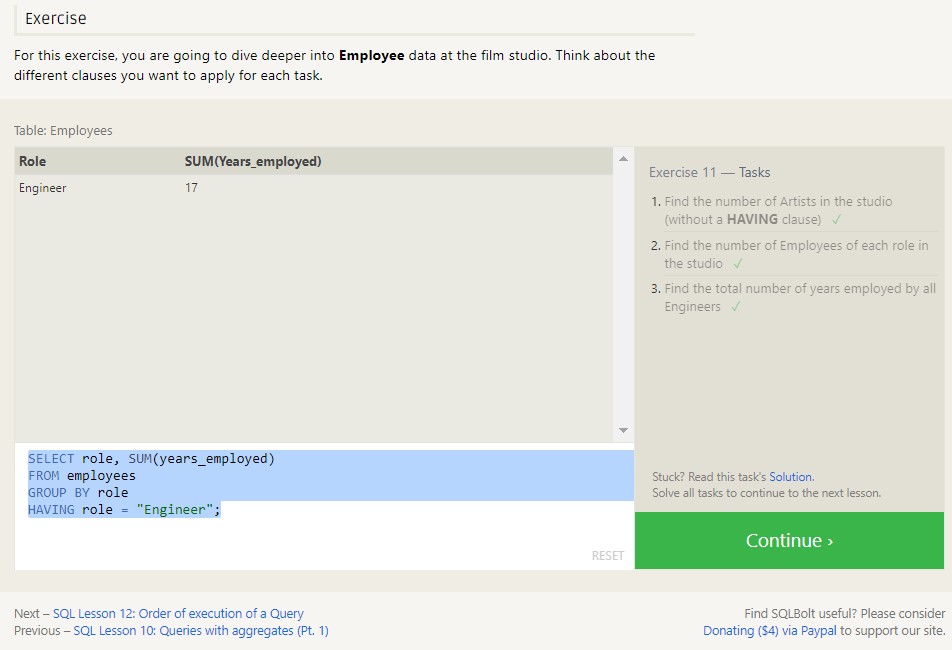 Exercise
For this exercise, you are going to dive deeper into Employee data at the film studio. Think about the
different clauses you want to apply for each task.
Table: Employees
Role SUM(Years_employed)
Engineer 17
Exercise 11 — Tasks
1. Find the number of Artists in the studio
(without a HAVING clause) ✓
2. Find the number of Employees of each role in
the studio ✓
3. Find the total number of years employed by all
Engineers ✓
SELECT role, SUM(years_employed)
FROM employees
GROUP BY role
HAVING role = "Engineer";
RESET
Stuck? Read this task's Solution.
Solve all tasks to continue to the next lesson.
Continue ›
Next – SQL Lesson 12: Order of execution of a Query
Previous – SQL Lesson 10: Queries with aggregates (Pt. 1)
Find SQLBolt useful? Please consider
Donating ($4) via Paypal to support our site.